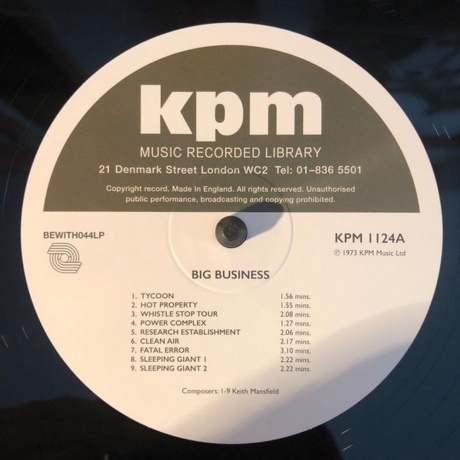 kpm
MUSIC RECORDED LIBRARY
21 Denmark Street London WC2 Tel: 01-836 5501
Copyright record. Made In England. All rights reserved. Unauthorised
public performance, broadcasting and copying prohibited.
BEWITH044LP
KPM 1124A
℗ 1973 KPM Music Ltd
BIG BUSINESS
1. TYCOON 1.56 mins.
2. HOT PROPERTY 1.55 mins.
3. WHISTLE STOP TOUR 2.08 mins.
4. POWER COMPLEX 1.27 mins.
5. RESEARCH ESTABLISHMENT 2.06 mins.
6. CLEAN AIR 2.17 mins.
7. FATAL ERROR 3.10 mins.
8. SLEEPING GIANT 1 2.22 mins.
9. SLEEPING GIANT 2 2.22 mins.
Composers: 1-9 Keith Mansfield